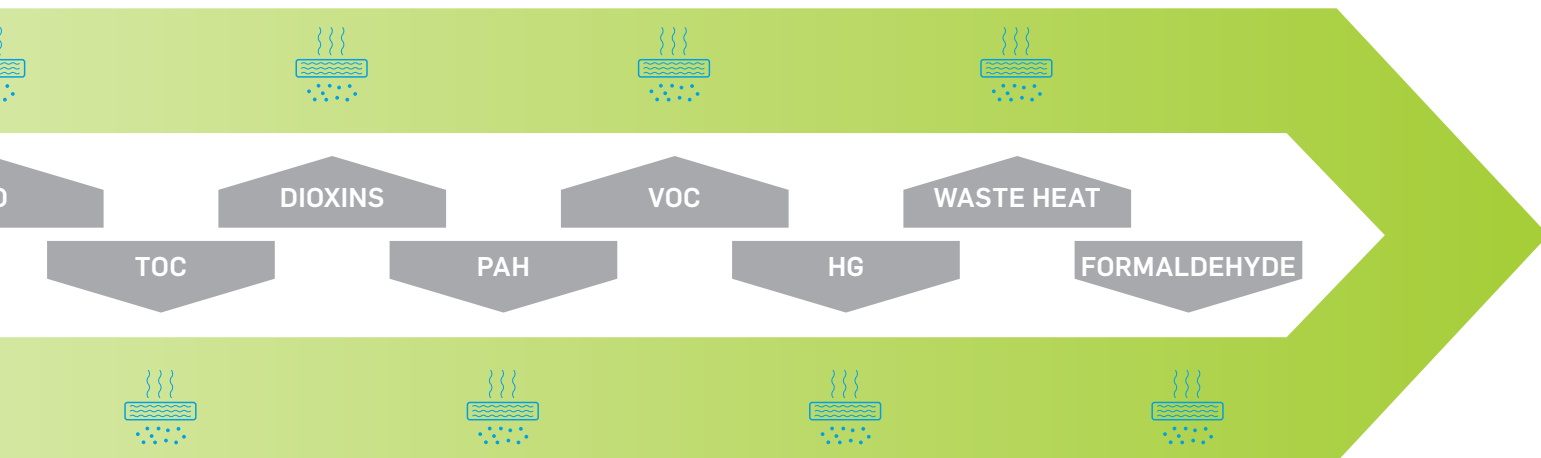 DIOXINS
VOC
WASTE HEAT
TOC
PAH
HG
FORMALDEHYDE